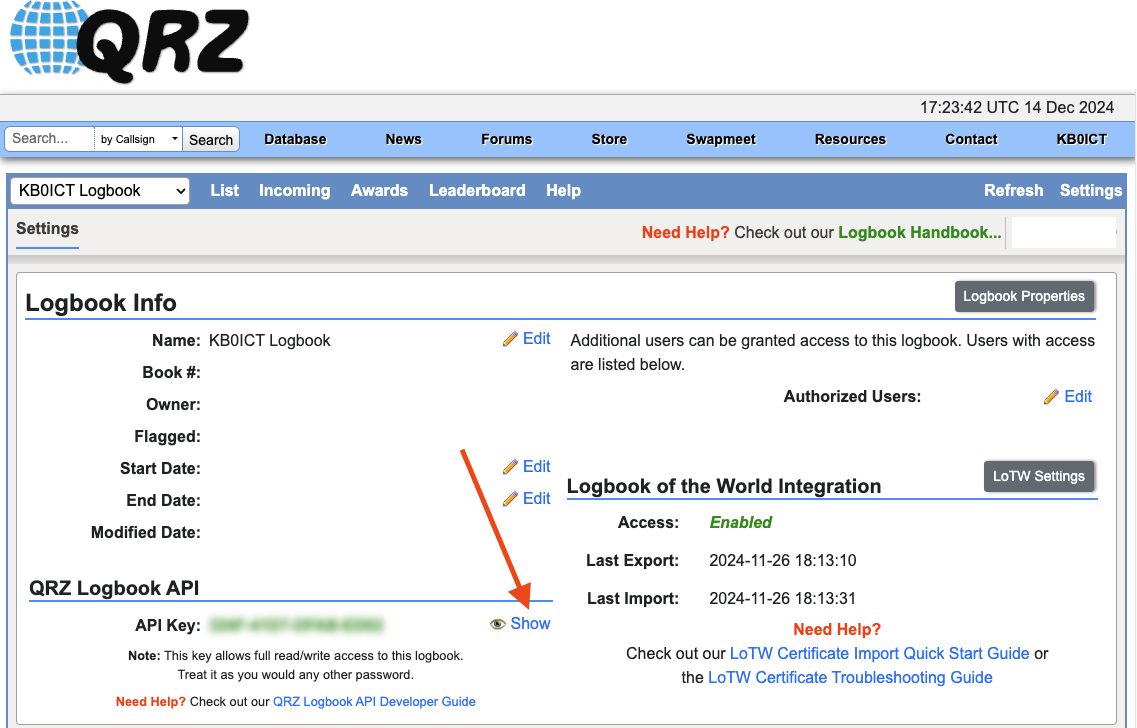 QRZ
17:23:42 UTC 14 Dec 2024
Search... by Callsign Search Database News Forums Store Swapmeet Resources Contact KB0ICT
KB0ICT Logbook List Incoming Awards Leaderboard Help Refresh Settings
Settings Need Help? Check out our Logbook Handbook...
Logbook Info Logbook Properties
Name: KB0ICT Logbook Edit
Book #:
Owner:
Flagged:
Start Date: Edit
End Date: Edit
Modified Date:
Additional users can be granted access to this logbook. Users with access
are listed below.
Authorized Users: Edit
QRZ Logbook API
API Key: Show
Note: This key allows full read/write access to this logbook.
Treat it as you would any other password.
Need Help? Check out our QRZ Logbook API Developer Guide
Logbook of the World Integration LoTW Settings
Access: Enabled
Last Export: 2024-11-26 18:13:10
Last Import: 2024-11-26 18:13:31
Need Help?
Check out our LoTW Certificate Import Quick Start Guide or
the LoTW Certificate Troubleshooting Guide